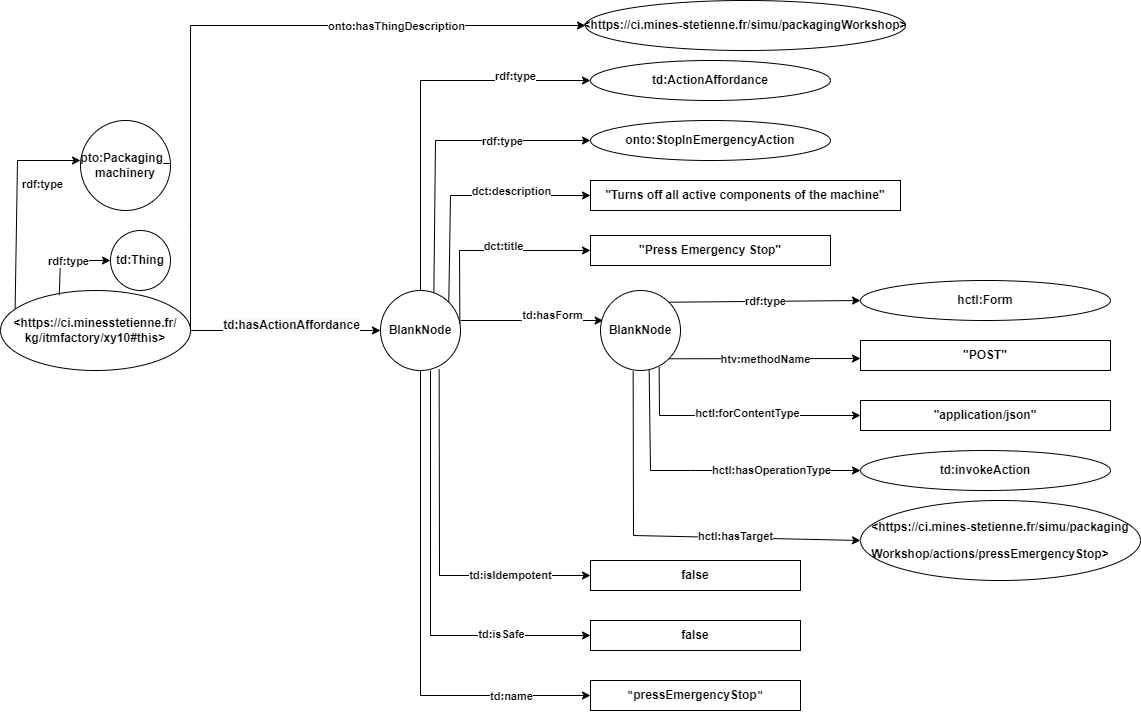 onto:hasThingDescription
<https://ci.mines-stetienne.fr/simu/packagingWorkshop>
rdf:type
td:ActionAffordance
rdf:type
onto:StopInEmergencyAction
pto:Packaging_
machinery
rdf:type
dct:description
"Turns off all active components of the machine"
dct:title
"Press Emergency Stop"
rdf:type
td:Thing
<https://ci.minesstetienne.fr/
kg/itmfactory/xy10#this>
td:hasActionAffordance
BlankNode
td:hasForm
BlankNode
rdf:type
hctl:Form
htv:methodName
"POST"
hctl:forContentType
"application/json"
hctl:hasOperationType
td:invokeAction
hctl:hasTarget
<https://ci.mines-stetienne.fr/simu/packaging
Workshop/actions/pressEmergencyStop>
td:isIdempotent
false
td:isSafe
false
td:name
"pressEmergencyStop"